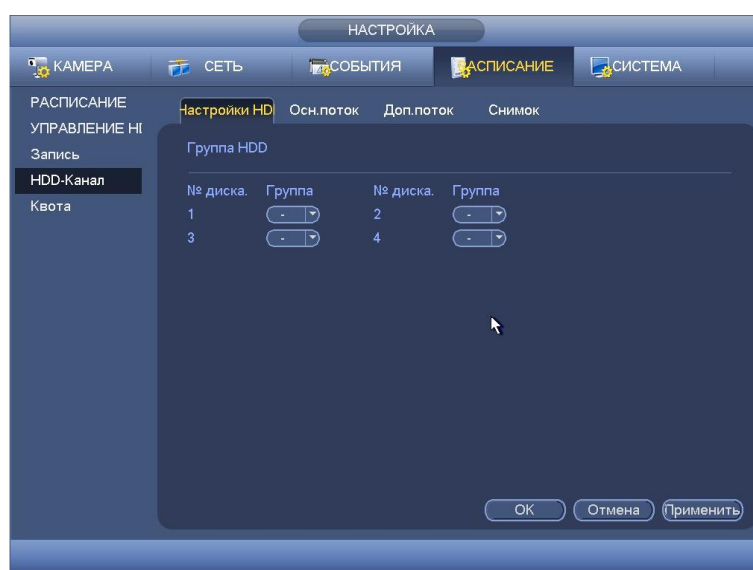 НАСТРОЙКА
КАМЕРА СЕТЬ СОБЫТИЯ АСПИСАНИЕ СИСТЕМА
РАСПИСАНИЕ
УПРАВЛЕНИЕ HD
Запись
HDD-Канал
Квота
Настройки HD Осн.поток Доп.поток Снимок
Группа HDD
№ диска. Группа № диска. Группа
1 - 2 -
3 - 4 -
OK Отмена Применить